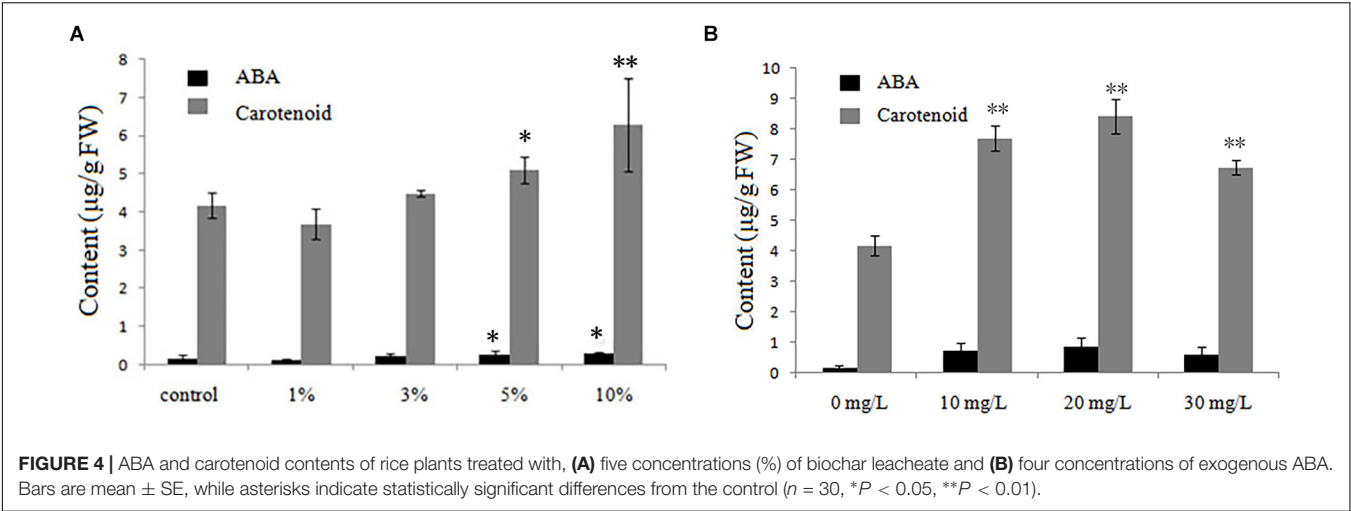 A
8
7
6
5
4
3
2
1
0
Content (µg/g FW)
ABA
Carotenoid
*
*
*
**
control 1% 3% 5% 10%
B
10
9
8
7
6
5
4
3
2
1
0
Content (µg/g FW)
ABA
Carotenoid
**
**
**
0 mg/L 10 mg/L 20 mg/L 30 mg/L
FIGURE 4 | ABA and carotenoid contents of rice plants treated with, (A) five concentrations (%) of biochar leacheate and (B) four concentrations of exogenous ABA.
Bars are mean ± SE, while asterisks indicate statistically significant differences from the control (n = 30, *P < 0.05, **P < 0.01).